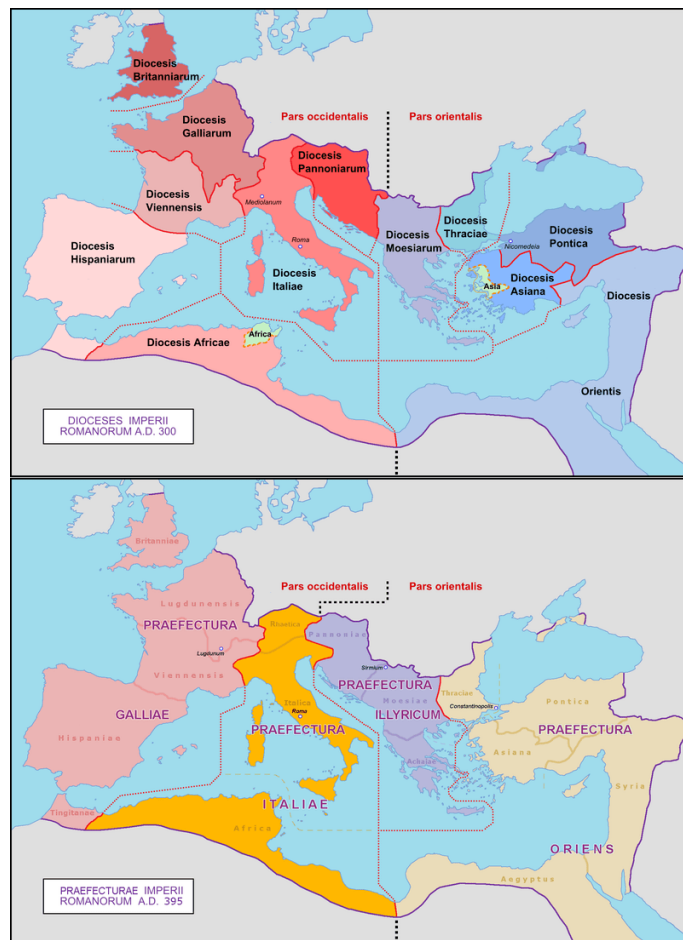 Diocesis
Britanniarum
Diocesis
Galliarum
Pars occidentalis
Pars orientalis
Diocesis
Pannoniarum
Diocesis
Viennensis
Mediolanum
Diocesis
Thraciae
Diocesis
Pontica
Diocesis
Moesiarum
Nicomedeia
Roma
Diocesis
Hispaniarum
Diocesis
Italiae
Asia
Diocesis
Asiana
Diocesis
Africa
Diocesis Africae
Orientis
DIOCESES IMPERII
ROMANORUM A.D. 300
Britanniae
Pars occidentalis
Pars orientalis
Lugdunensis
PRAEFECTURA
Lugdunum
Rhaetica
Pannoniae
Sirmium
Viennensis
PRAEFECTURA
Thraciae
Italica
Roma
Moesiae
Constantinopolis
Pontica
GALLIAE
ILLYRICUM
PRAEFECTURA
PRAEFECTURA
Hispaniae
Asiana
Achaiae
Syria
ITALIAE
Tingitanae
Africa
ORIENS
Aegyptus
PRAEFECTURAE IMPERII
ROMANORUM A.D. 395